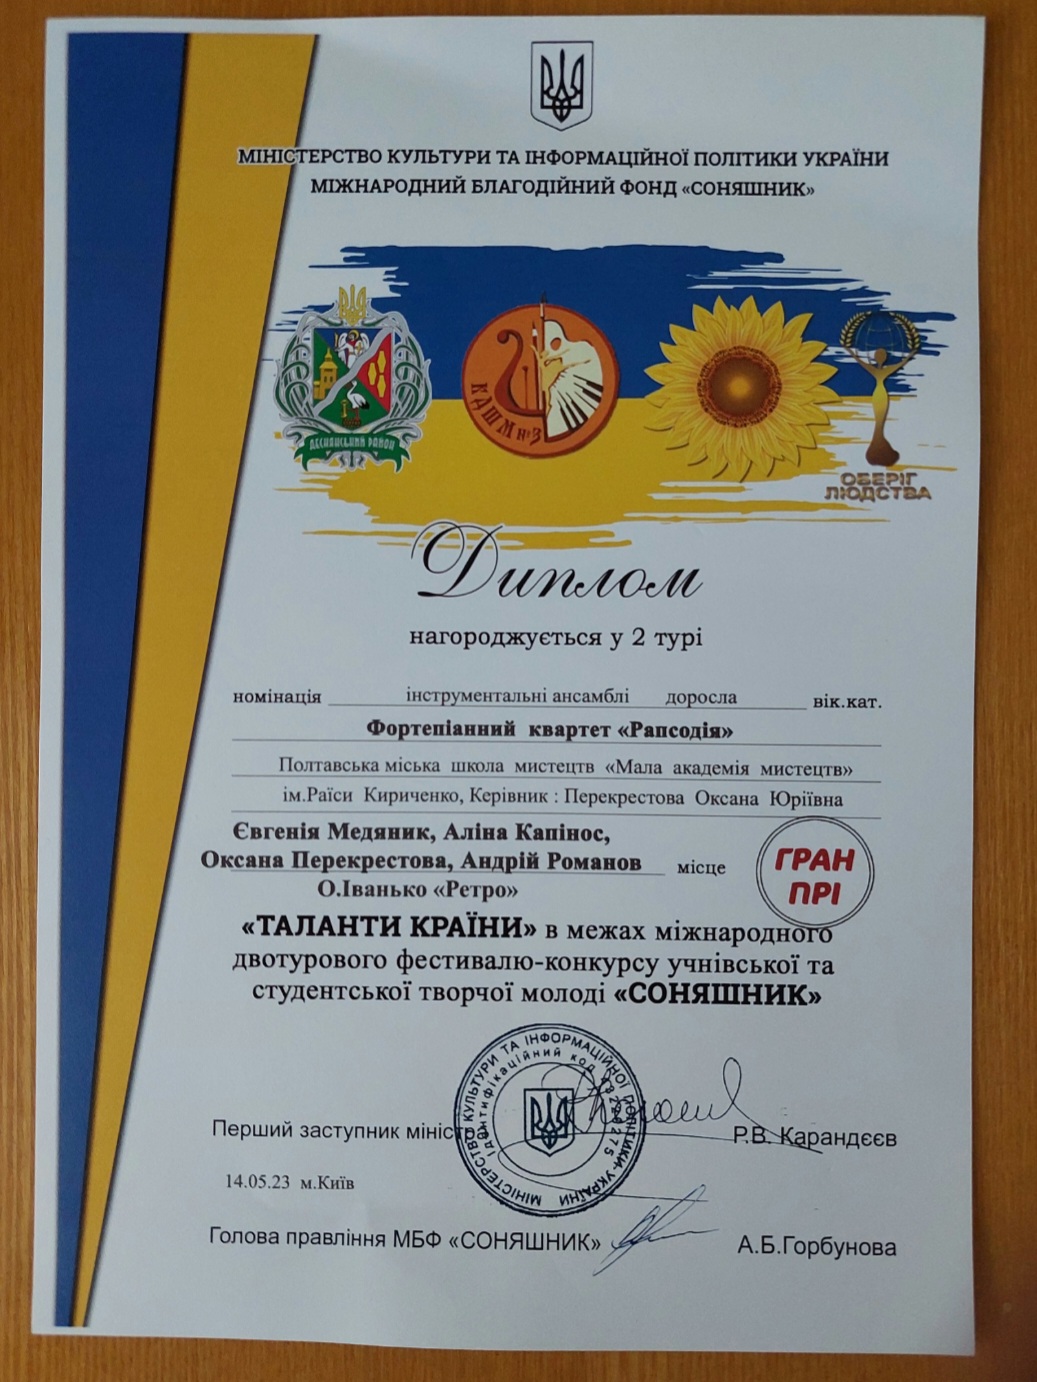 МІНІСТЕРСТВО КУЛЬТУРИ ТА ІНФОРМАЦІЙНОЇ ПОЛІТИКИ УКРАЇНИ
МІЖНАРОДНИЙ БЛАГОДІЙНИЙ ФОНД «СОНЯШНИК»
ДЕСНЯНСЬКИЙ РАЙОН
КДШМ №3
ОБЕРІГ
ЛЮДСТВА
Диплом
нагороджується у 2 турі
номінація інструментальні ансамблі доросла вік.кат.
Фортепіанний квартет «Рапсодія»
Полтавська міська школа мистецтв «Мала академія мистецтв»
ім.Раїси Кириченко, Керівник : Перекрестова Оксана Юріївна
Євгенія Медяник, Аліна Капінос,
Оксана Перекрестова, Андрій Романов місце
ГРАН
ПРІ
О.Іванько «Ретро»
«ТАЛАНТИ КРАЇНИ» в межах міжнародного
двотурового фестивалю-конкурсу учнівської та
студентської творчої молоді «СОНЯШНИК»
МІНІСТЕРСТВО КУЛЬТУРИ ТА ІНФОРМАЦІЙНОЇ ПОЛІТИКИ УКРАЇНИ
Ідентифікаційний код
Перший заступник мініст Р.В. Карандєєв
14.05.23 м.Київ
Голова правління МБФ «СОНЯШНИК» А.Б.Горбунова